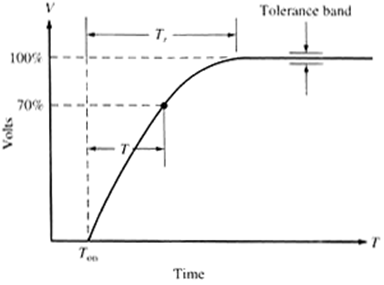 V
Tolerance band
T_r
100%
70%
Volts
T
T_on
T
Time